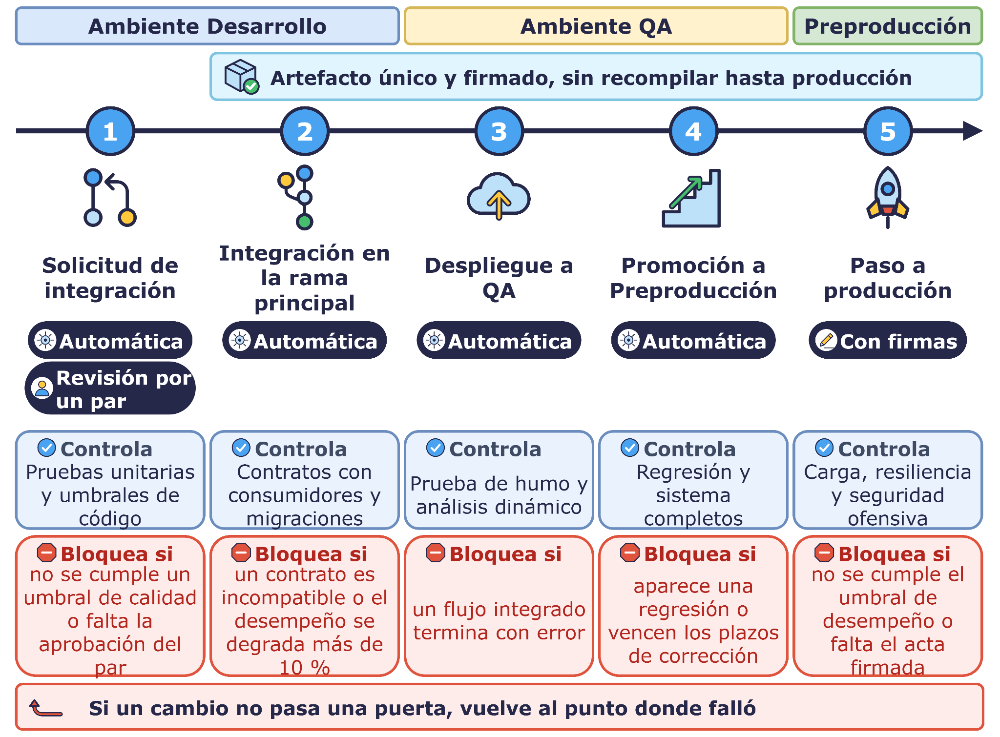 Ambiente Desarrollo
Ambiente QA
Preproducción
Artefacto único y firmado, sin recompilar hasta producción
1
2
3
4
5
Solicitud de
integración
Integración en
la rama
principal
Despliegue a
QA
Promoción a
Preproducción
Paso a
producción
Automática
Revisión por
un par
Automática
Automática
Automática
Con firmas
Controla
Pruebas unitarias
y umbrales de
código
Controla
Contratos con
consumidores y
migraciones
Controla
Prueba de humo y
análisis dinámico
Controla
Regresión y
sistema
completos
Controla
Carga, resiliencia
y seguridad
ofensiva
Bloquea si
no se cumple un
umbral de calidad
o falta la
aprobación del
par
Bloquea si
un contrato es
incompatible o el
desempeño se
degrada más de
10 %
Bloquea si
un flujo integrado
termina con error
Bloquea si
aparece una
regresión o
vencen los plazos
de corrección
Bloquea si
no se cumple el
umbral de
desempeño o
falta el acta
firmada
Si un cambio no pasa una puerta, vuelve al punto donde falló